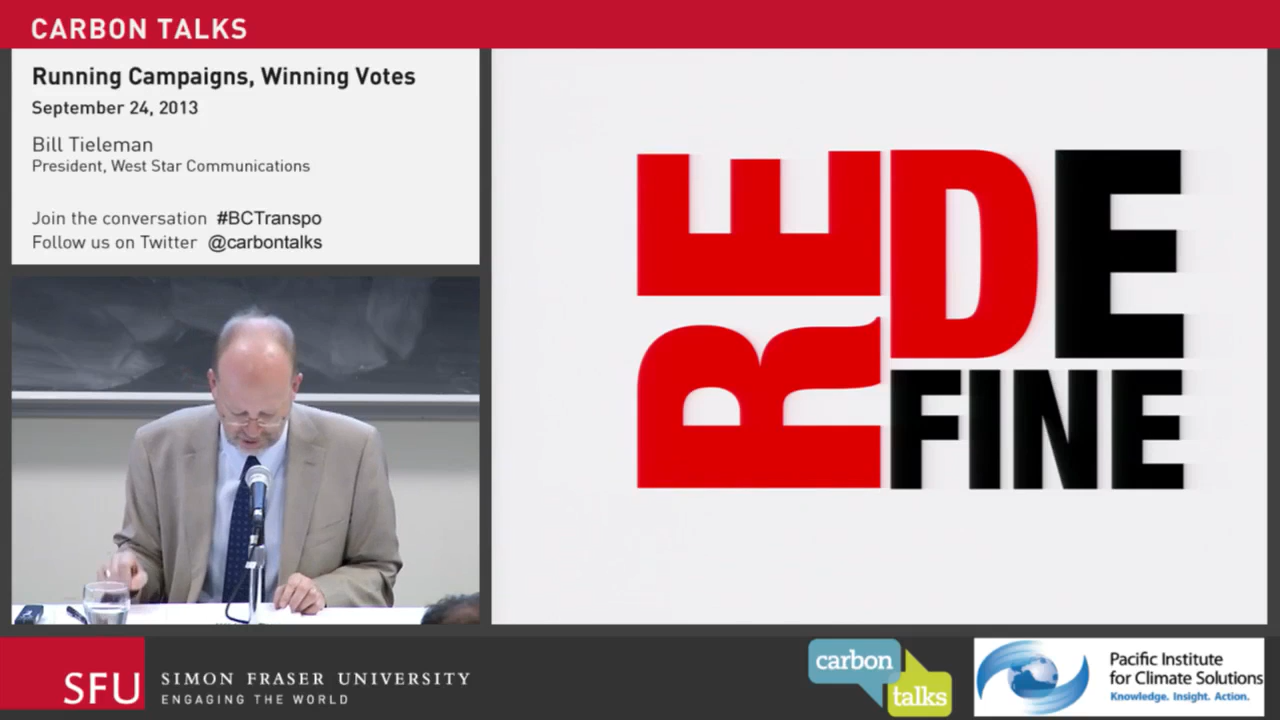 CARBON TALKS
Running Campaigns, Winning Votes
September 24, 2013
Bill Tieleman
President, West Star Communications
Join the conversation #BCTranspo
Follow us on Twitter @carbontalks
RE
DE
FINE
SFU
SIMON FRASER UNIVERSITY
ENGAGING THE WORLD
carbon
talks
Pacific Institute
for Climate Solutions
Knowledge. Insight. Action.